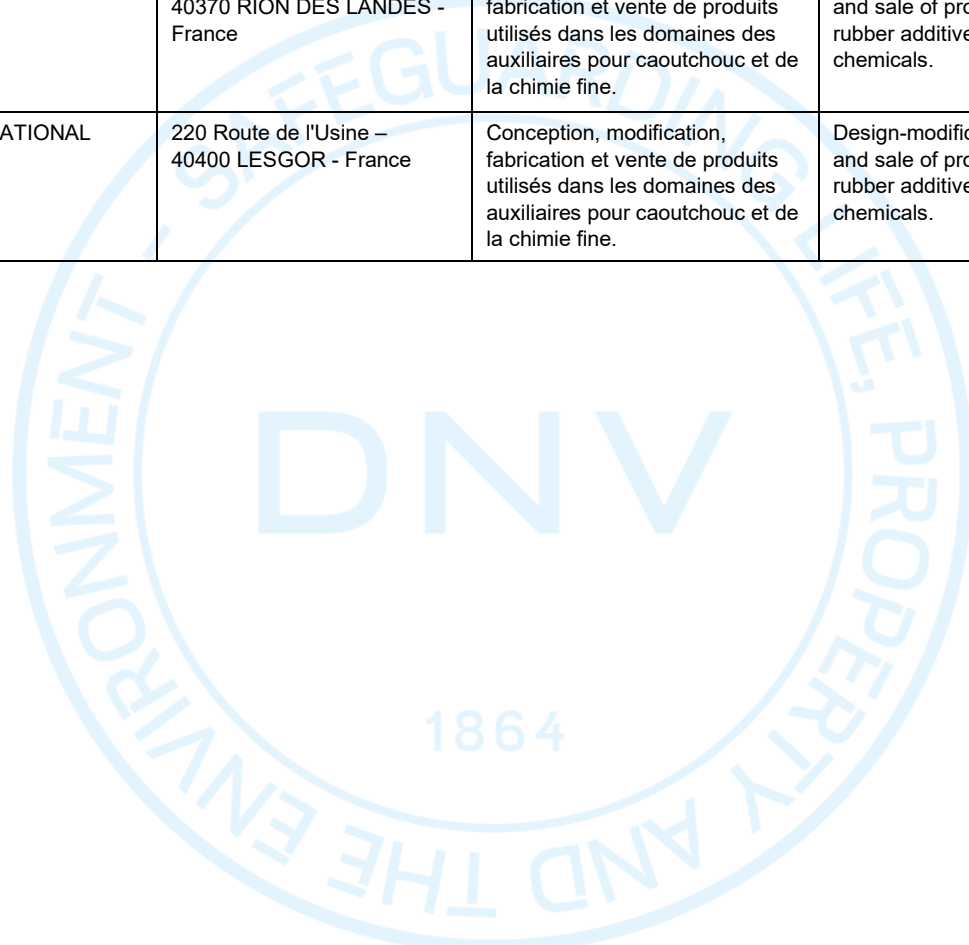 40370 RION DES LANDES -
France
fabrication et vente de produits
utilisés dans les domaines des
auxiliaires pour caoutchouc et de
la chimie fine.
and sale of pro
rubber additive
chemicals.
ATIONAL
220 Route de l'Usine –
40400 LESGOR - France
Conception, modification,
fabrication et vente de produits
utilisés dans les domaines des
auxiliaires pour caoutchouc et de
la chimie fine.
Design-modific
and sale of pro
rubber additive
chemicals.
SAFEGUARDING LIFE, PROPERTY AND THE ENVIRONMENT -
DNV
1864